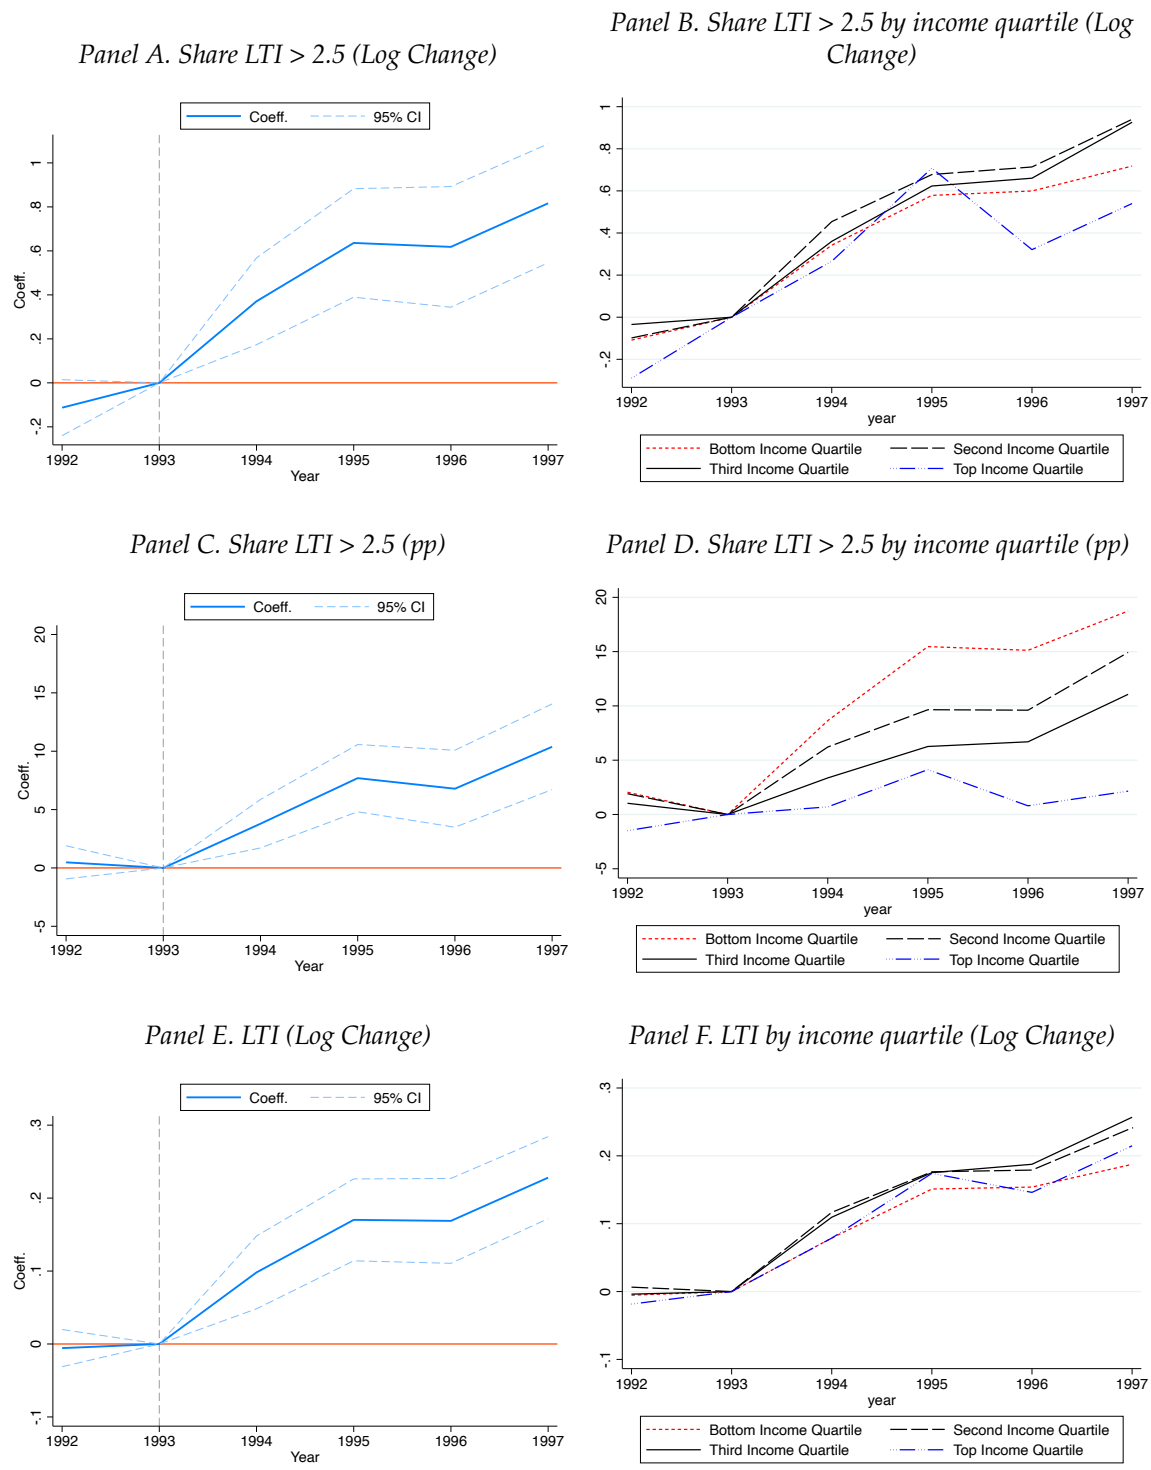 Panel A. Share LTI > 2.5 (Log Change)
Coeff. 95% CI
1
.8
.6
.4
.2
0
-.2
Coeff.
1992 1993 1994 1995 1996 1997
Year
Panel B. Share LTI > 2.5 by income quartile (Log
Change)
1
.8
.6
.4
.2
0
-.2
1992 1993 1994 1995 1996 1997
year
Bottom Income Quartile Second Income Quartile
Third Income Quartile Top Income Quartile
Panel C. Share LTI > 2.5 (pp)
Coeff. 95% CI
20
15
10
5
0
-5
Coeff.
1992 1993 1994 1995 1996 1997
Year
Panel D. Share LTI > 2.5 by income quartile (pp)
20
15
10
5
0
-5
1992 1993 1994 1995 1996 1997
year
Bottom Income Quartile Second Income Quartile
Third Income Quartile Top Income Quartile
Panel E. LTI (Log Change)
Coeff. 95% CI
.3
.2
.1
0
-.1
Coeff.
1992 1993 1994 1995 1996 1997
Year
Panel F. LTI by income quartile (Log Change)
.3
.2
.1
0
-.1
1992 1993 1994 1995 1996 1997
year
Bottom Income Quartile Second Income Quartile
Third Income Quartile Top Income Quartile